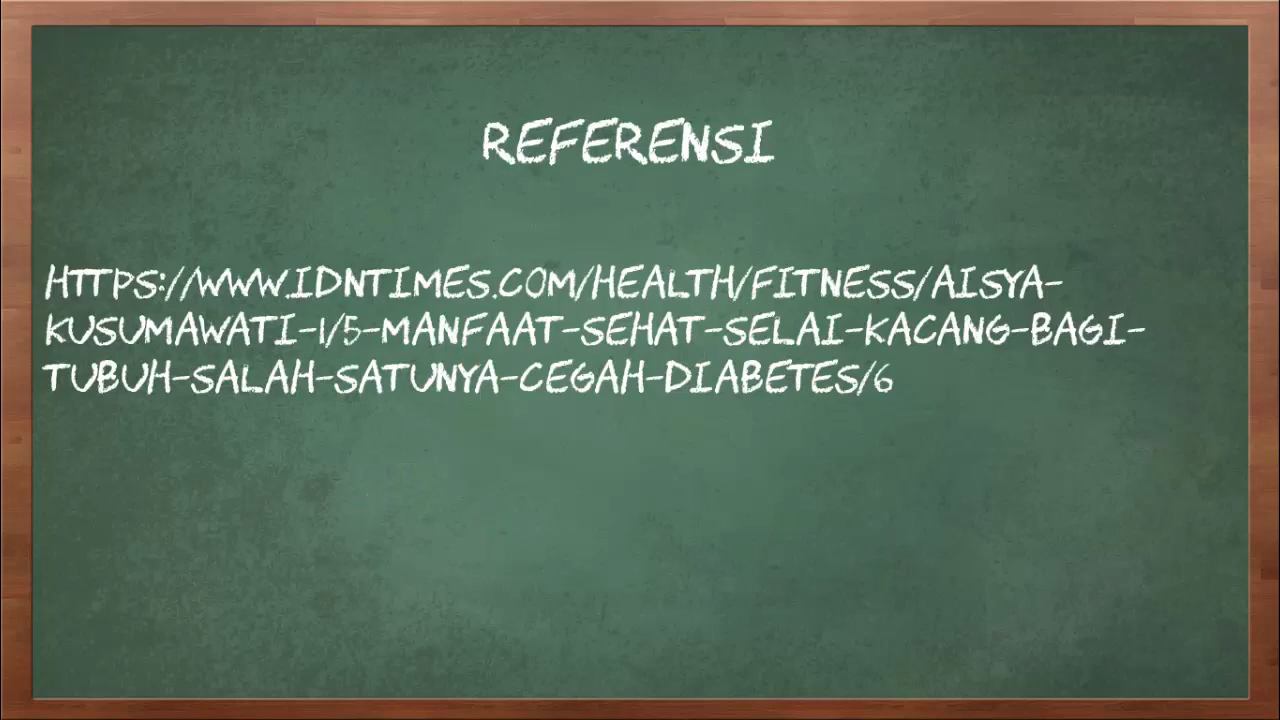 REFERENSI
HTTPS://WWW.IDNTIMES.COM/HEALTH/FITNESS/AISYA-
KUSUMAWATI-1/5-MANFAAT-SEHAT-SELAI-KACANG-BAGI-
TUBUH-SALAH-SATUNYA-CEGAH-DIABETES/6